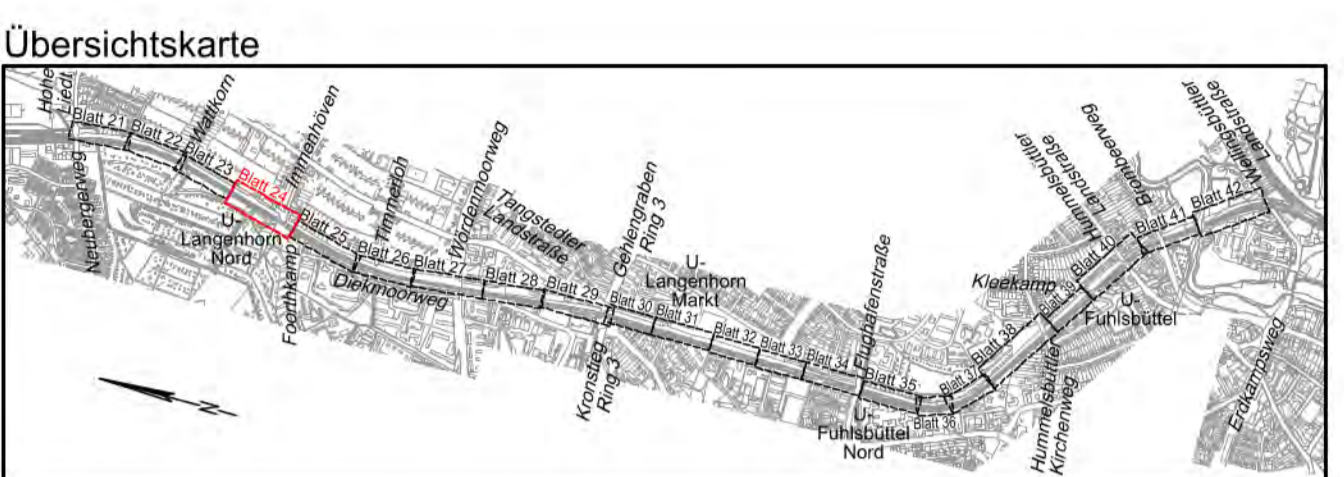 Übersichtskarte
Hohe
Liedt
Blatt 21
Neubergerweg
Blatt 22
Wattkorn
Blatt 23
Blatt 24
Immenhöven
U-
Langenhorn
Nord
Foorthkamp
Blatt 25
Timmerloh
Blatt 26
Diekmoorweg
Blatt 27
Wördenmoorweg
Blatt 28
Tangstedter
Landstraße
Blatt 29
Gehlengraben
Ring 3
Blatt 30
Kronstieg
Ring 3
Blatt 31
U-
Langenhorn
Markt
Blatt 32
Blatt 33
Blatt 34
Flughafenstraße
Blatt 35
U-
Fuhlsbüttel
Nord
Blatt 36
Blatt 37
Blatt 38
Hummelsbüttler
Kirchenweg
Kleekamp
Blatt 39
Blatt 40
U-
Fuhlsbüttel
Hummelsbüttler
Landstraße
Brombeerweg
Blatt 41
Blatt 42
Wellingsbüttler
Landstraße
Erdkampsweg
N